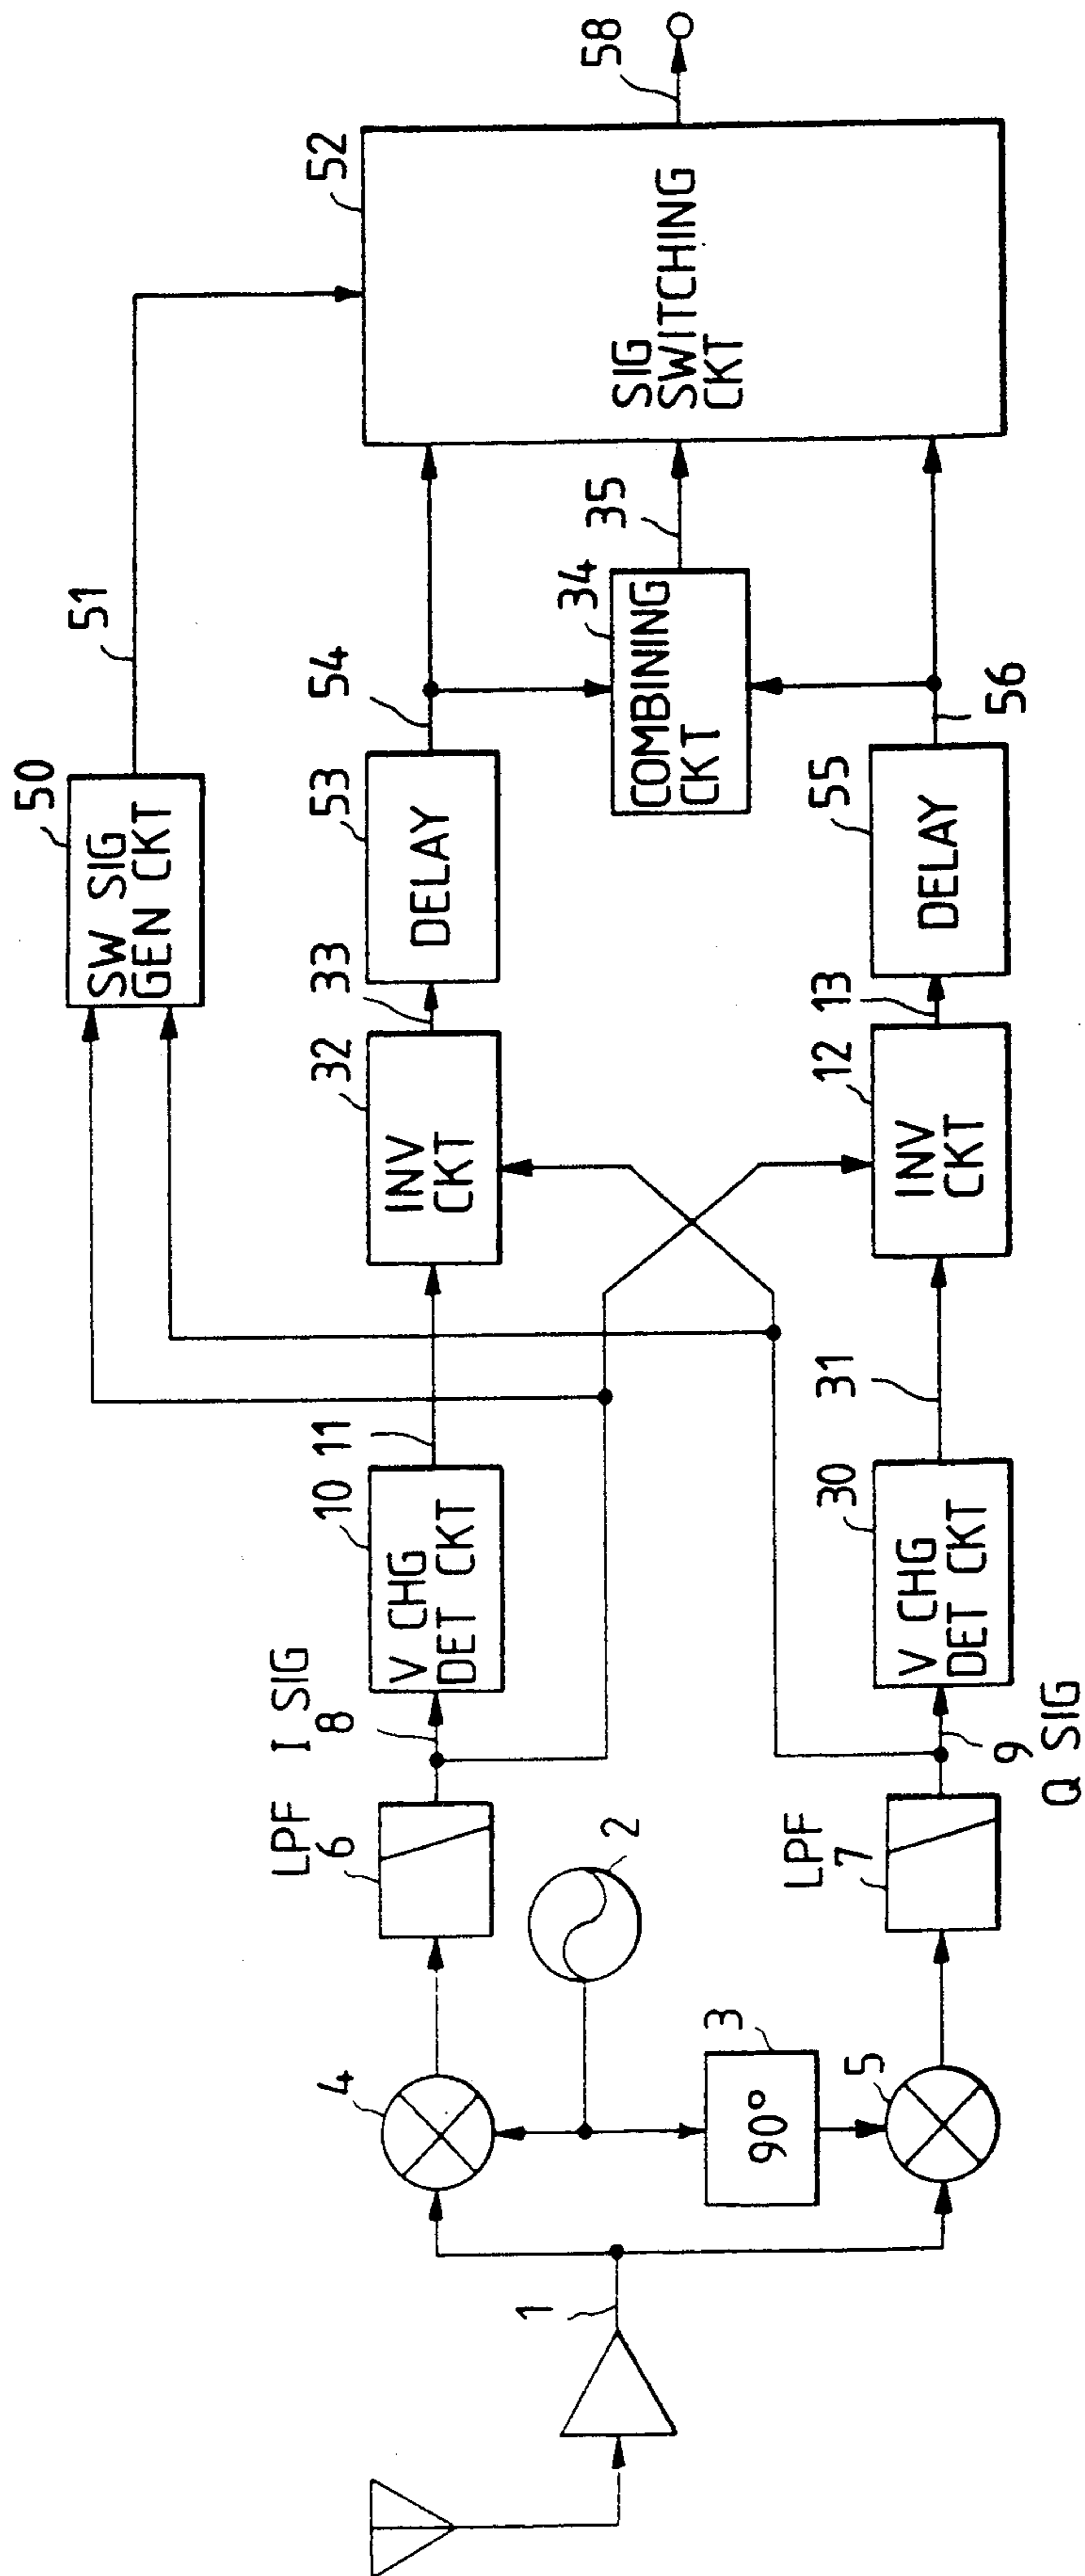 1
2
3
90°
4
5
LPF
6
I SIG
8
LPF
7
9
Q SIG
10
V CHG
DET CKT
11
30
V CHG
DET CKT
31
32
INV
CKT
33
12
INV
CKT
13
50
SW SIG
GEN CKT
51
53
DELAY
54
55
DELAY
56
34
COMBINING
CKT
35
52
SIG
SWITCHING
CKT
58